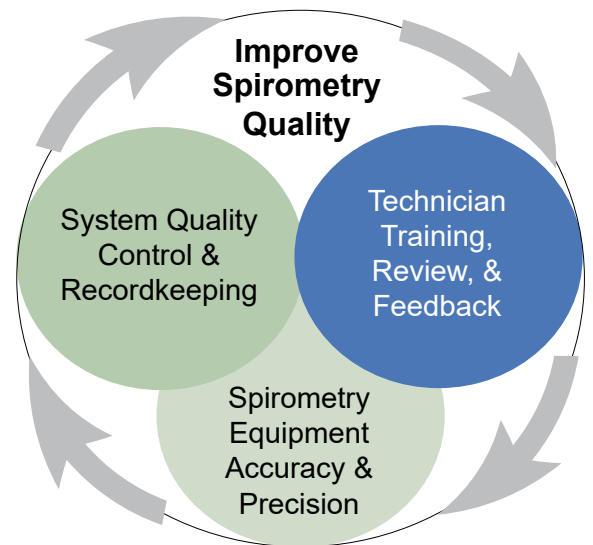 Improve
Spirometry
Quality
System Quality
Control &
Recordkeeping
Technician
Training,
Review, &
Feedback
Spirometry
Equipment
Accuracy &
Precision